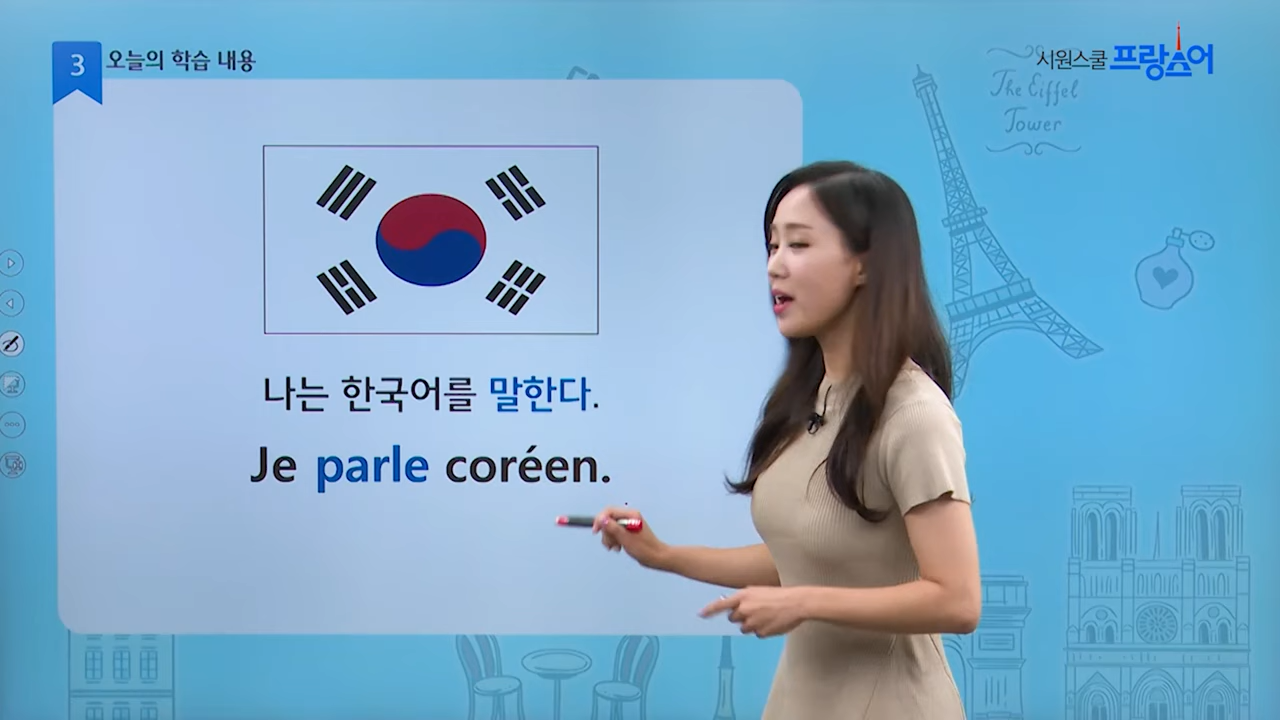 3 오늘의 학습 내용
시원스쿨 프랑스어
The Eiffel
Tower
나는 한국어를 말한다.
Je parle coréen.